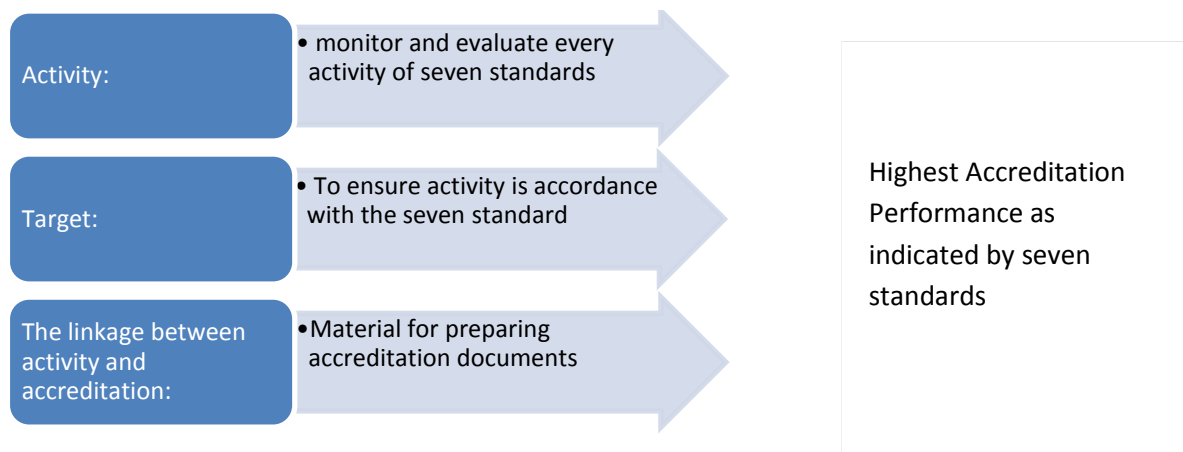 Activity:
• monitor and evaluate every
activity of seven standards
Target:
• To ensure activity is accordance
with the seven standard
The linkage between
activity and
accreditation:
•Material for preparing
accreditation documents
Highest Accreditation
Performance as
indicated by seven
standards